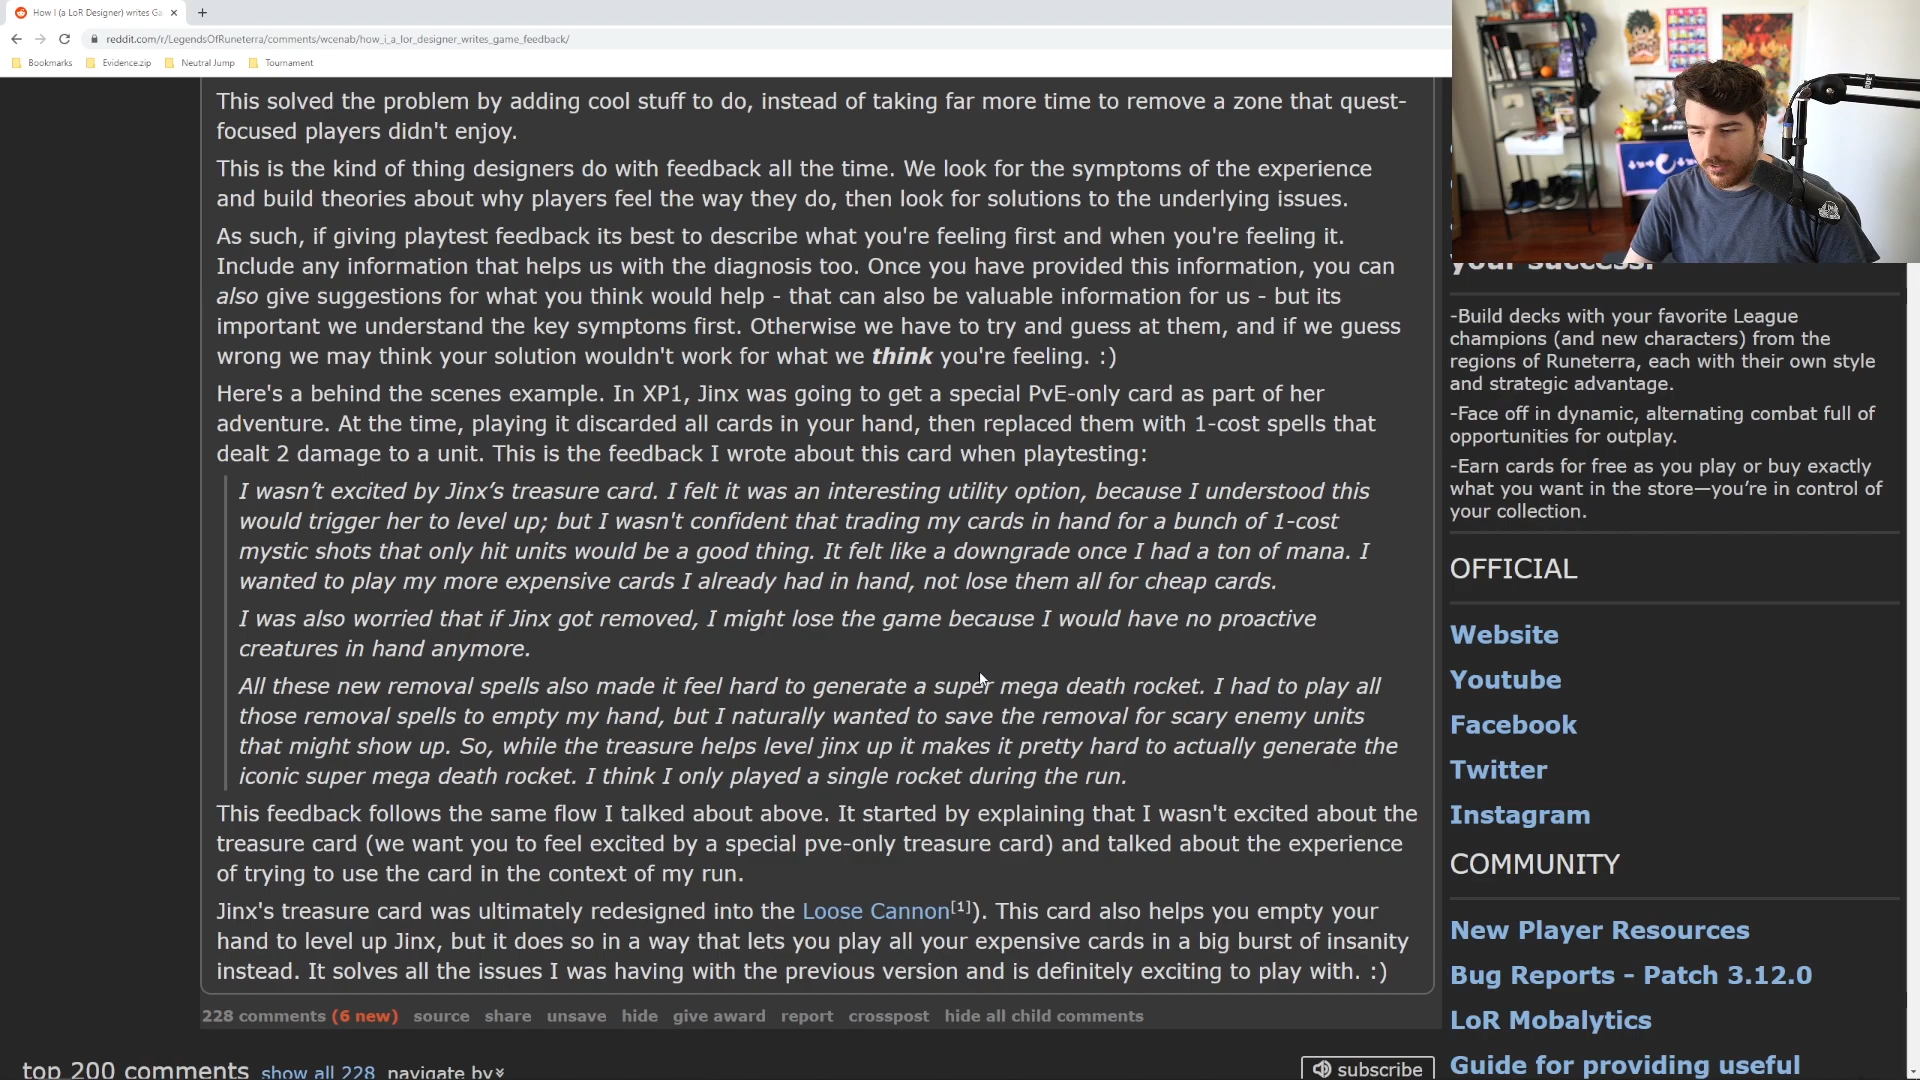 How I (a LoR Designer) writes Ga
reddit.com/r/LegendsOfRuneterra/comments/wcenab/how_i_a_lor_designer_writes_game_feedback/
Bookmarks Evidence.zip Neutral Jump Tournament
This solved the problem by adding cool stuff to do, instead of taking far more time to remove a zone that quest-
focused players didn't enjoy.
This is the kind of thing designers do with feedback all the time. We look for the symptoms of the experience
and build theories about why players feel the way they do, then look for solutions to the underlying issues.
As such, if giving playtest feedback its best to describe what you're feeling first and when you're feeling it.
Include any information that helps us with the diagnosis too. Once you have provided this information, you can
also give suggestions for what you think would help - that can also be valuable information for us - but its
important we understand the key symptoms first. Otherwise we have to try and guess at them, and if we guess
wrong we may think your solution wouldn't work for what we think you're feeling. :)
Here's a behind the scenes example. In XP1, Jinx was going to get a special PvE-only card as part of her
adventure. At the time, playing it discarded all cards in your hand, then replaced them with 1-cost spells that
dealt 2 damage to a unit. This is the feedback I wrote about this card when playtesting:
I wasn’t excited by Jinx’s treasure card. I felt it was an interesting utility option, because I understood this
would trigger her to level up; but I wasn't confident that trading my cards in hand for a bunch of 1-cost
mystic shots that only hit units would be a good thing. It felt like a downgrade once I had a ton of mana. I
wanted to play my more expensive cards I already had in hand, not lose them all for cheap cards.
I was also worried that if Jinx got removed, I might lose the game because I would have no proactive
creatures in hand anymore.
All these new removal spells also made it feel hard to generate a super mega death rocket. I had to play all
those removal spells to empty my hand, but I naturally wanted to save the removal for scary enemy units
that might show up. So, while the treasure helps level jinx up it makes it pretty hard to actually generate the
iconic super mega death rocket. I think I only played a single rocket during the run.
This feedback follows the same flow I talked about above. It started by explaining that I wasn't excited about the
treasure card (we want you to feel excited by a special pve-only treasure card) and talked about the experience
of trying to use the card in the context of my run.
Jinx's treasure card was ultimately redesigned into the Loose Cannon[1]). This card also helps you empty your
hand to level up Jinx, but it does so in a way that lets you play all your expensive cards in a big burst of insanity
instead. It solves all the issues I was having with the previous version and is definitely exciting to play with. :)
228 comments (6 new) source share unsave hide give award report crosspost hide all child comments
top 200 comments show all 228 navigate by
subscribe
your success.
-Build decks with your favorite League
champions (and new characters) from the
regions of Runeterra, each with their own style
and strategic advantage.
-Face off in dynamic, alternating combat full of
opportunities for outplay.
-Earn cards for free as you play or buy exactly
what you want in the store—you’re in control of
your collection.
OFFICIAL
Website
Youtube
Facebook
Twitter
Instagram
COMMUNITY
New Player Resources
Bug Reports - Patch 3.12.0
LoR Mobalytics
Guide for providing useful